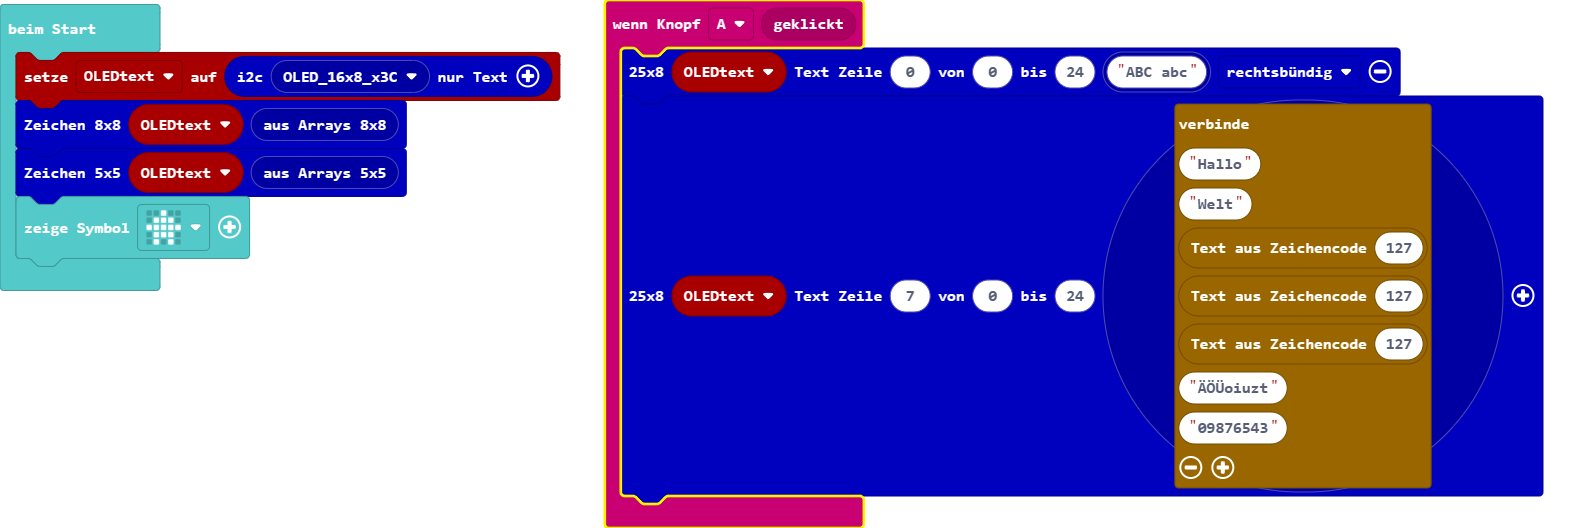 beim Start
setze OLEDtext auf i2c OLED_16x8_x3C nur Text
Zeichen 8x8 OLEDtext aus Arrays 8x8
Zeichen 5x5 OLEDtext aus Arrays 5x5
zeige Symbol
wenn Knopf A geklickt
25x8 OLEDtext Text Zeile 0 von 0 bis 24 "ABC abc" rechtsbündig
25x8 OLEDtext Text Zeile 7 von 0 bis 24
verbinde
"Hallo"
"Welt"
Text aus Zeichencode 127
Text aus Zeichencode 127
Text aus Zeichencode 127
"ÄÖÜoiuzt"
"09876543"